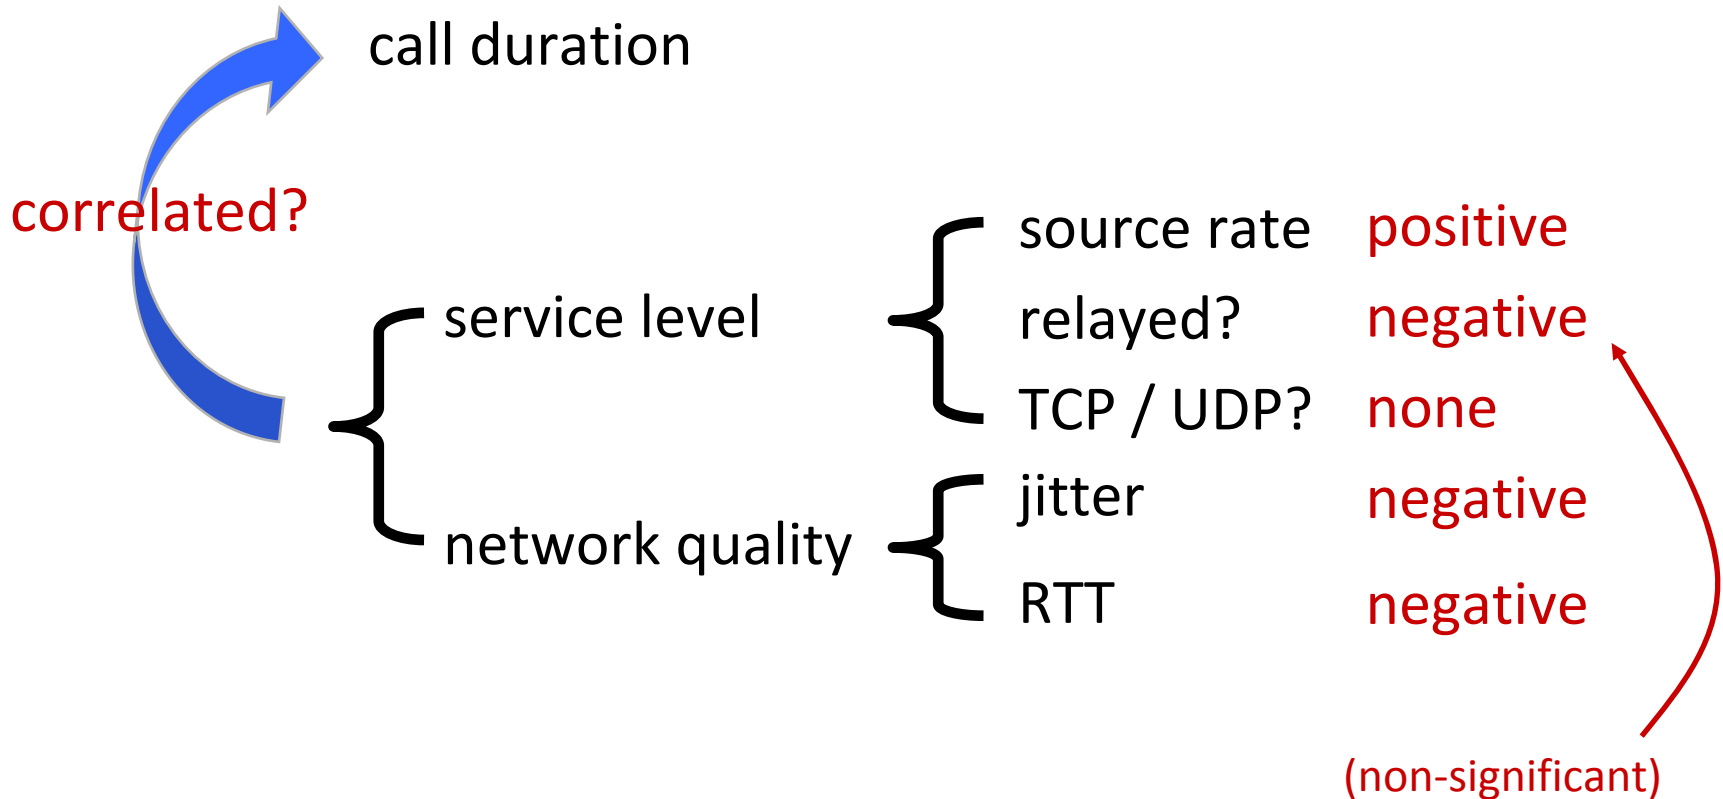 call duration
correlated?
source rate positive
service level relayed? negative
TCP / UDP? none
jitter negative
network quality
RTT negative
(non-significant)